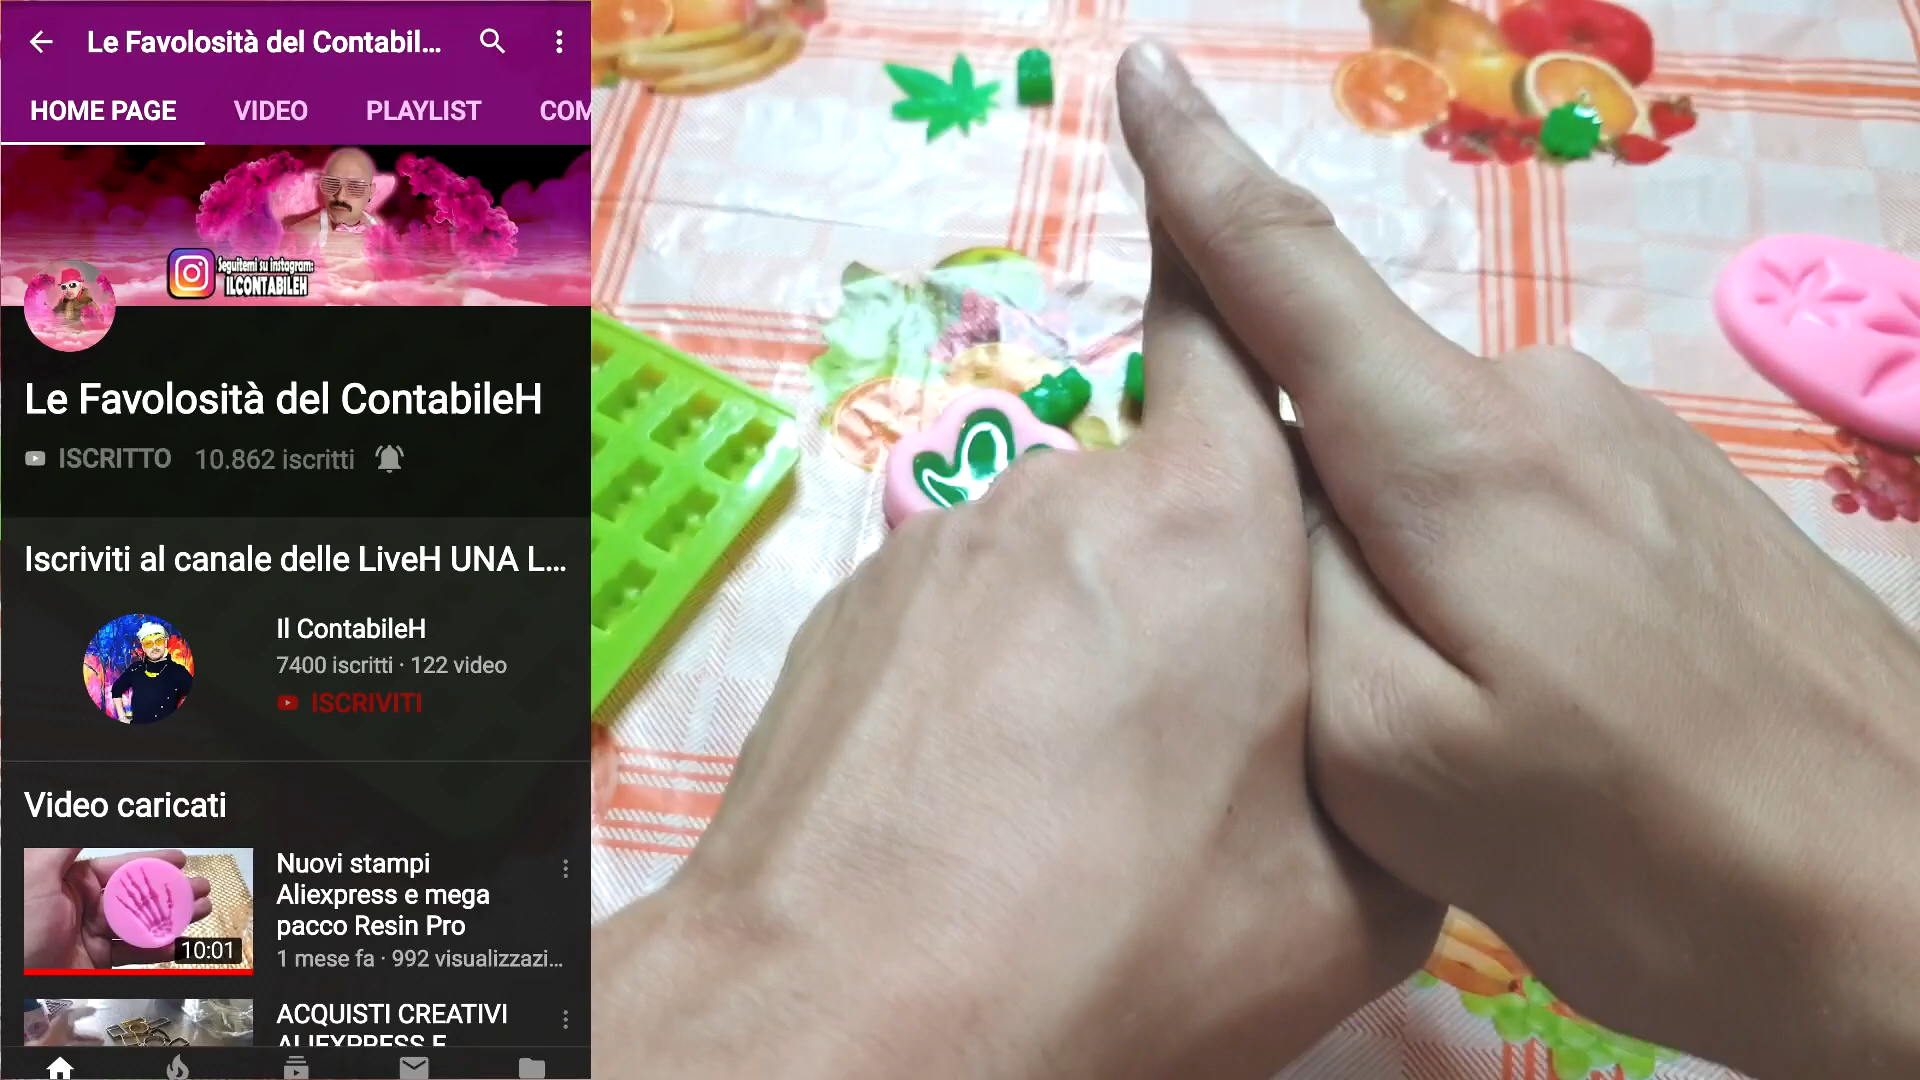 Le Favolosità del Contabil...
HOME PAGE VIDEO PLAYLIST COM
Seguitemi su instagram:
ILCONTABILEH
Le Favolosità del ContabileH
ISCRITTO 10.862 iscritti
Iscriviti al canale delle LiveH UNA L...
Il ContabileH
7400 iscritti · 122 video
ISCRIVITI
Video caricati
Nuovi stampi
Aliexpress e mega
pacco Resin Pro
10:01
1 mese fa · 992 visualizzazi...
ACQUISTI CREATIVI
ALIEXPRESS E